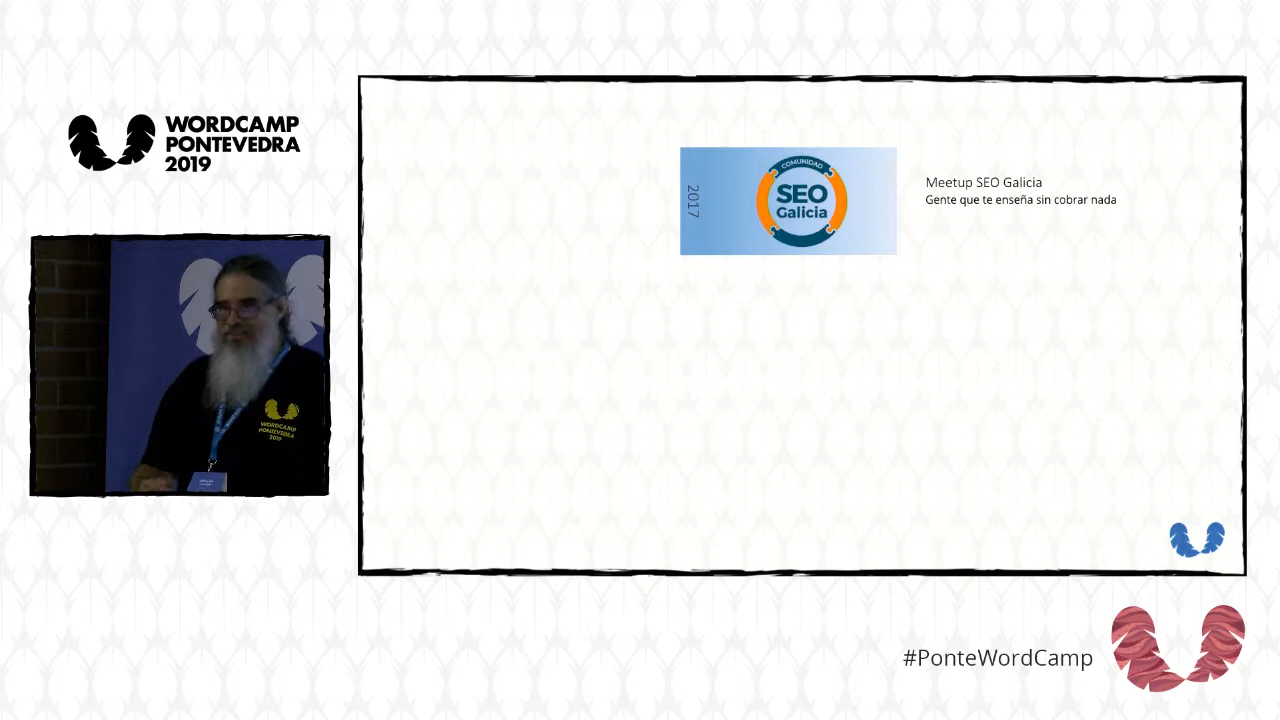 WORDCAMP
PONTEVEDRA
2019
2017
COMUNIDAD
SEO
Galicia
Meetup SEO Galicia
Gente que te enseña sin cobrar nada
WORDCAMP
PONTEVEDRA
2019
#PonteWordCamp